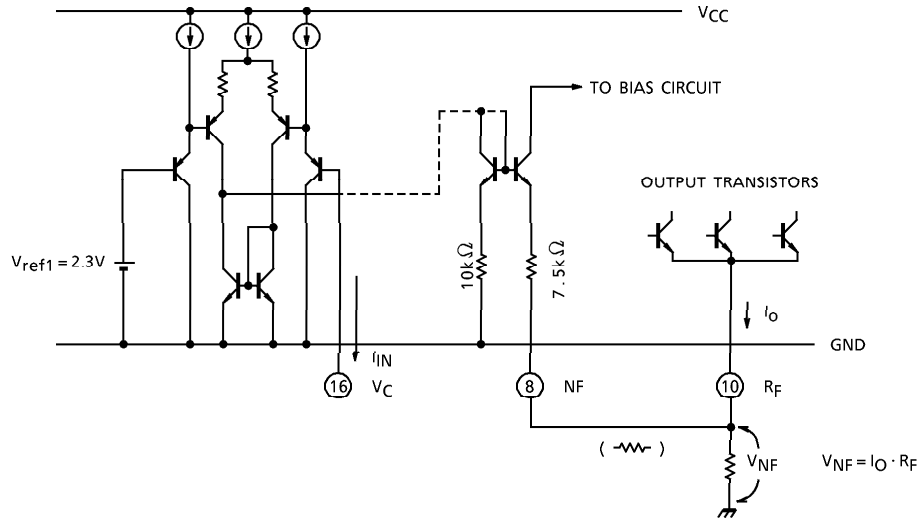 VCC
TO BIAS CIRCUIT
OUTPUT TRANSISTORS
Vref1 = 2.3V
10kΩ
7.5kΩ
IO
GND
IIN
16
VC
8
NF
10
RF
( )
VNF
VNF = IO · RF